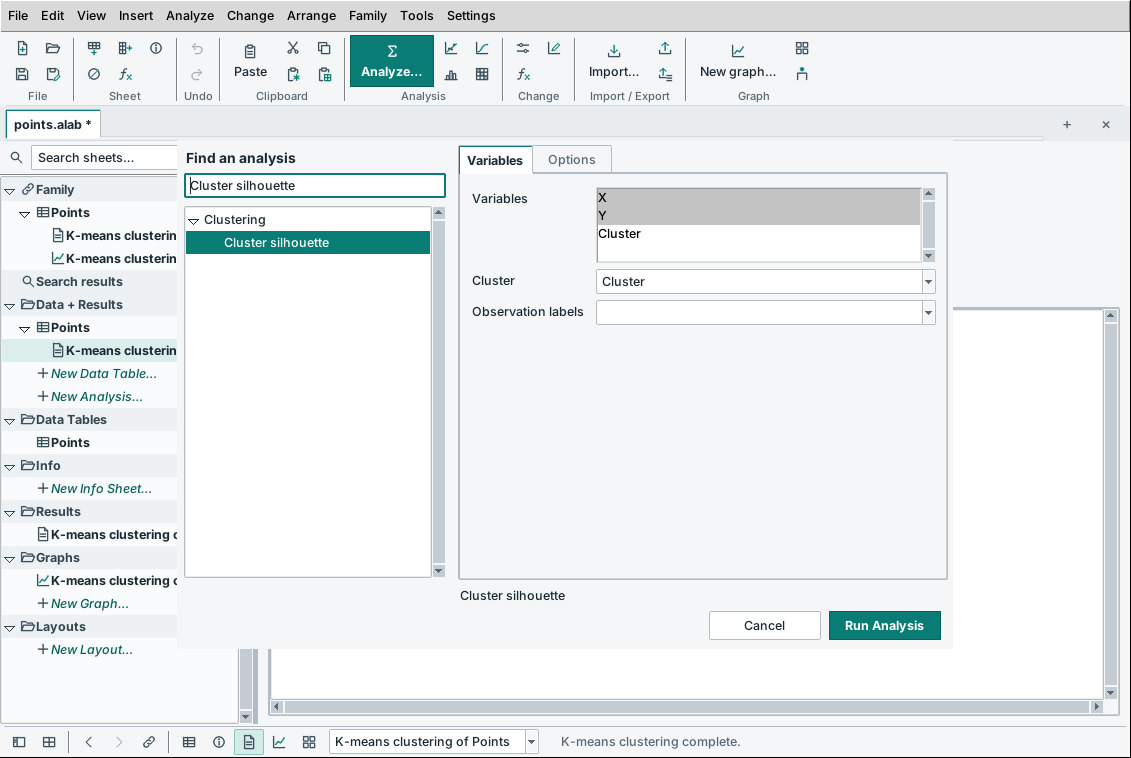 File Edit View Insert Analyze Change Arrange Family Tools Settings
Paste
Analyze...
Import...
New graph...
File Sheet Undo Clipboard Analysis Change Import / Export Graph
points.alab *
Search sheets...
Family
Points
K-means clusterin
K-means clusterin
Search results
Data + Results
Points
K-means clusterin
New Data Table...
New Analysis...
Data Tables
Points
Info
New Info Sheet...
Results
K-means clustering o
Graphs
K-means clustering o
New Graph...
Layouts
New Layout...
Find an analysis
Cluster silhouette
Clustering
Cluster silhouette
Variables Options
Variables
X
Y
Cluster
Cluster
Cluster
Observation labels
Cluster silhouette
Cancel
Run Analysis
K-means clustering of Points
K-means clustering complete.